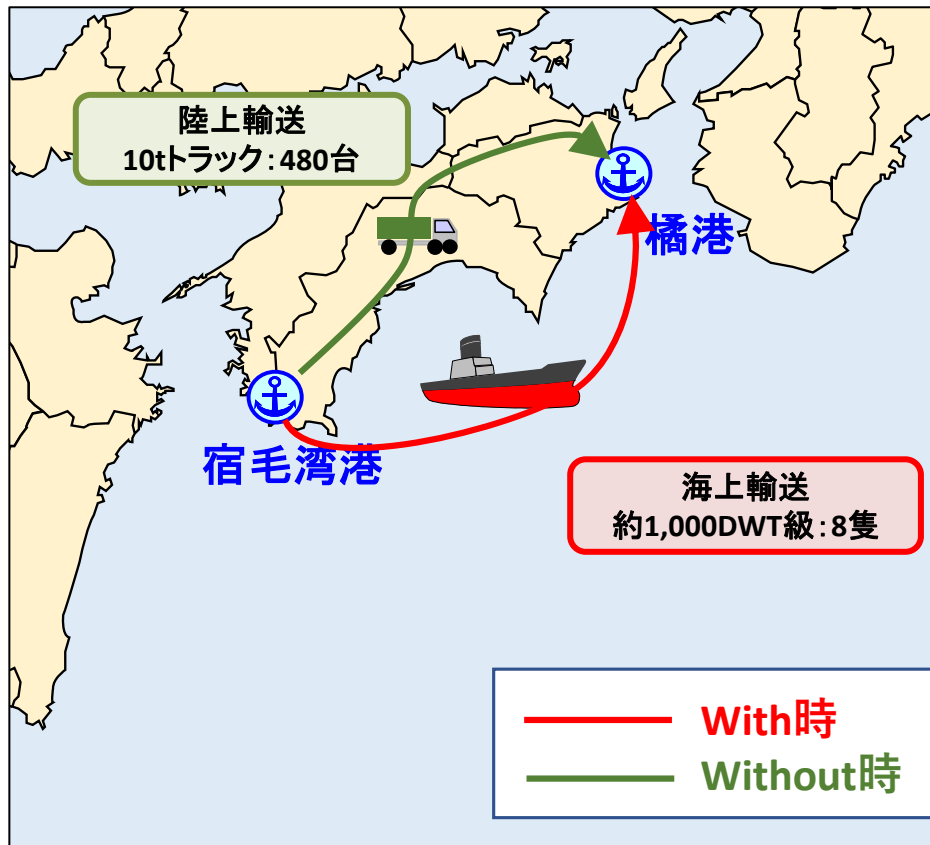 陸上輸送
10tトラック：480台
橘港
宿毛湾港
海上輸送
約1,000DWT級：8隻
With時
Without時